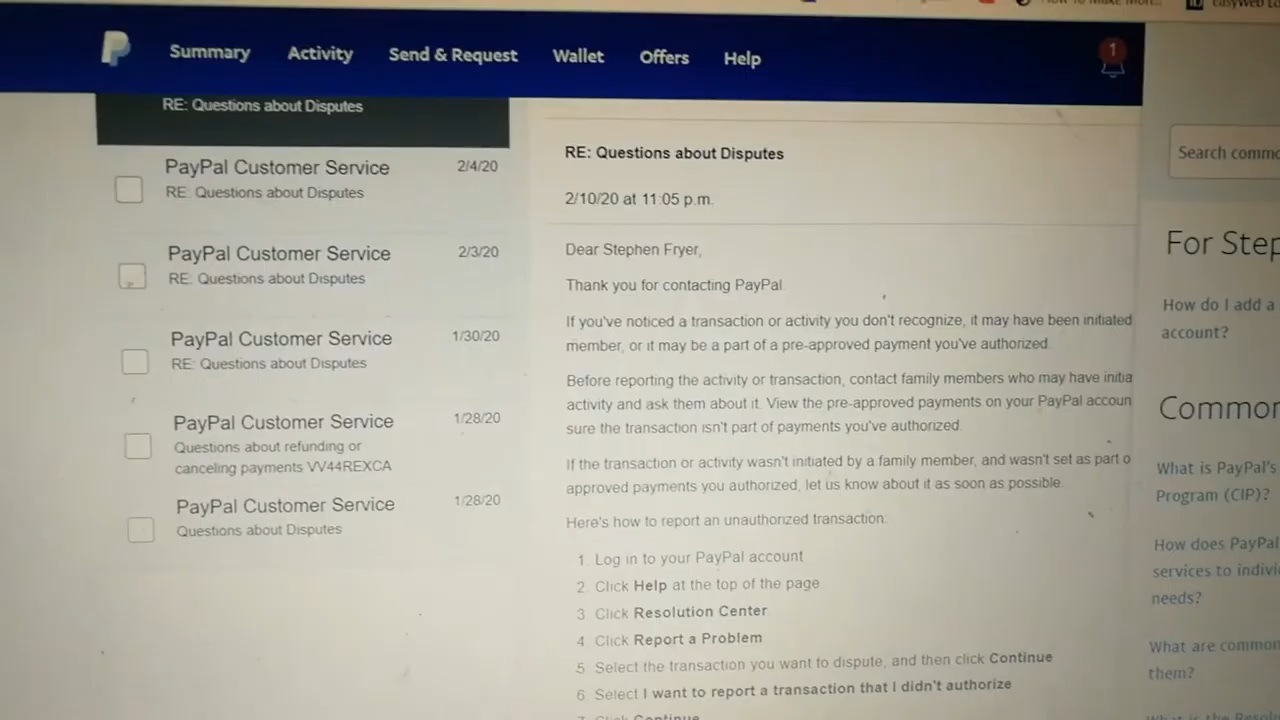 Summary Activity Send & Request Wallet Offers Help 1
RE: Questions about Disputes
PayPal Customer Service 2/4/20
RE: Questions about Disputes
PayPal Customer Service 2/3/20
RE: Questions about Disputes
PayPal Customer Service 1/30/20
RE: Questions about Disputes
PayPal Customer Service 1/28/20
Questions about refunding or
canceling payments VV44REXCA
PayPal Customer Service 1/28/20
Questions about Disputes
RE: Questions about Disputes
2/10/20 at 11:05 p.m.
Dear Stephen Fryer,
Thank you for contacting PayPal
If you've noticed a transaction or activity you don't recognize, it may have been initiated
member, or it may be a part of a pre-approved payment you've authorized.
Before reporting the activity or transaction, contact family members who may have initia
activity and ask them about it. View the pre-approved payments on your PayPal accoun
sure the transaction isn't part of payments you've authorized.
If the transaction or activity wasn't initiated by a family member, and wasn't set as part o
approved payments you authorized, let us know about it as soon as possible.
Here's how to report an unauthorized transaction:
1. Log in to your PayPal account
2. Click Help at the top of the page
3 Click Resolution Center
4 Click Report a Problem
5 Select the transaction you want to dispute, and then click Continue
6 Select I want to report a transaction that I didn't authorize
7 Click Continue
Search commo
For Step
How do I add a
account?
Common
What is PayPal's
Program (CIP)?
How does PayPal
services to indivi
needs?
What are common
them?